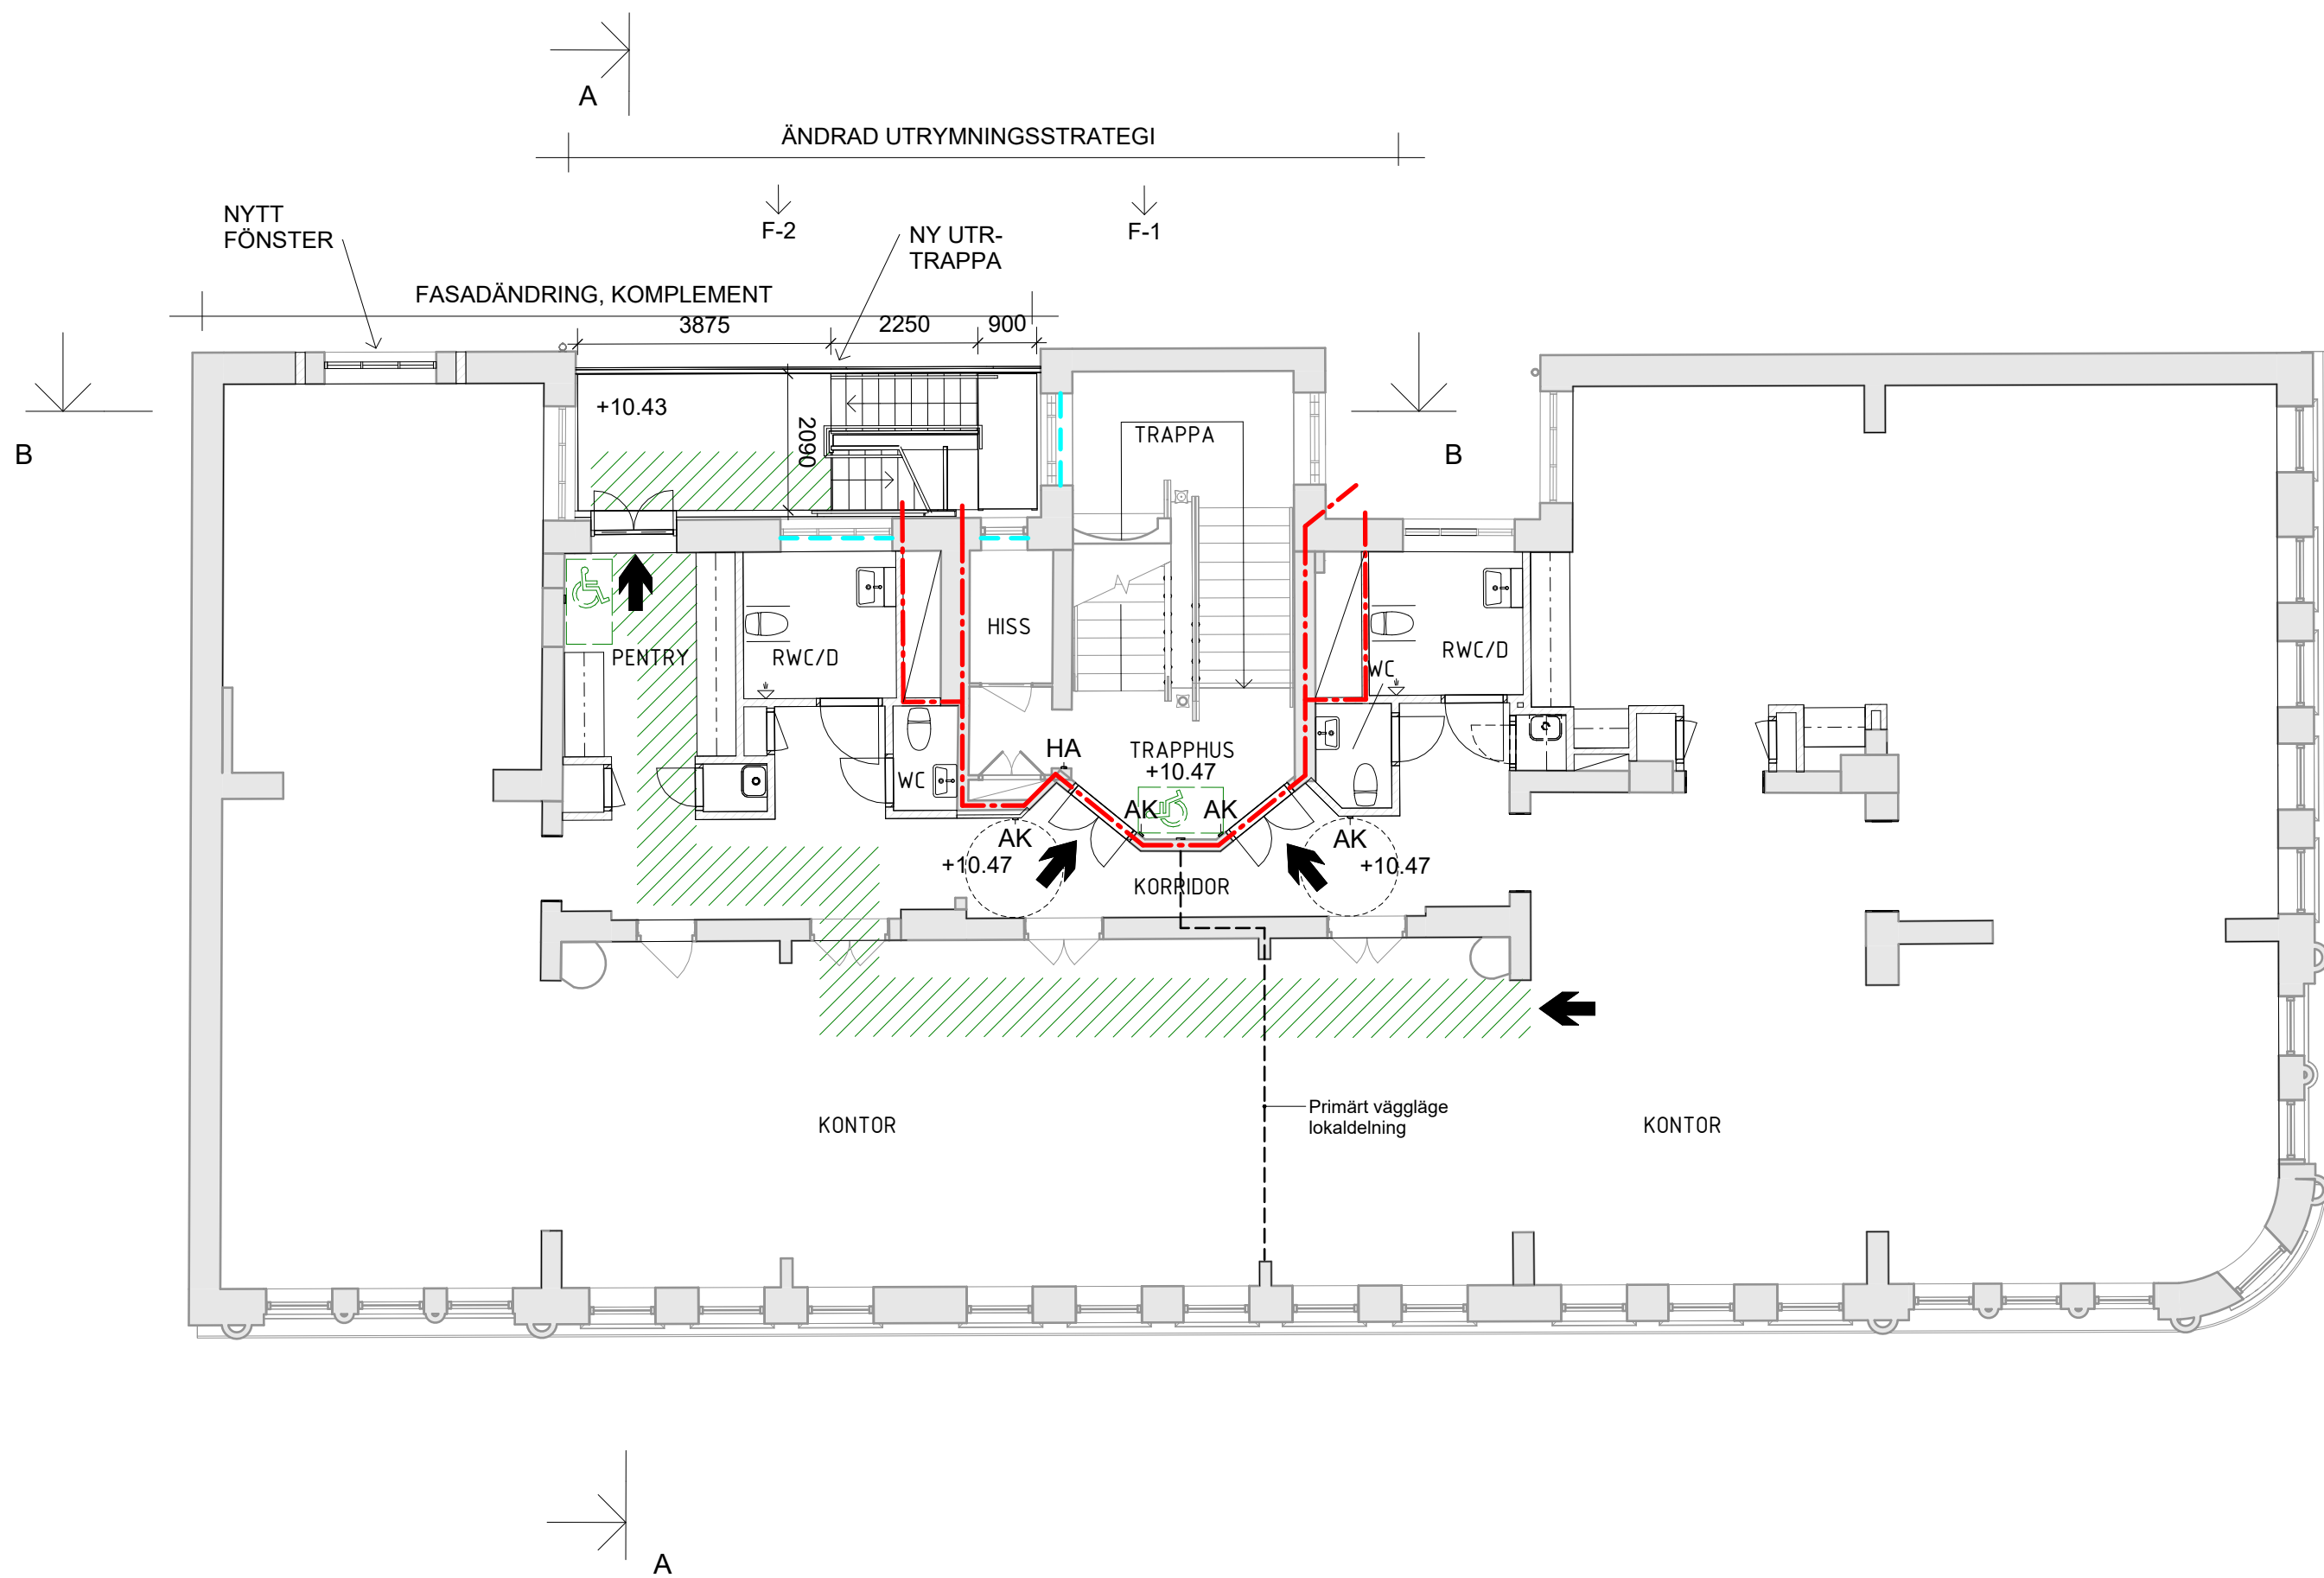 A
ÄNDRAD UTRYMNINGSSTRATEGI
NYTT
FÖNSTER
F-2
F-1
NY UTR-
TRAPPA
FASADÄNDRING, KOMPLEMENT
3875
2250
900
+10.43
2090
TRAPPA
B
B
HISS
PENTRY
RWC/D
RWC/D
WC
HA
TRAPPHUS
+10.47
WC
AK
AK
AK
AK
+10.47
+10.47
KORRIDOR
Primärt väggläge
lokaldelning
KONTOR
KONTOR
A